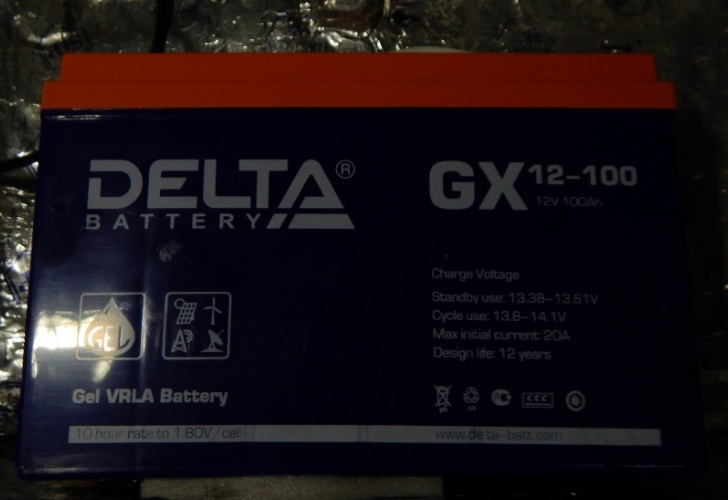 DELTA®
BATTERY
GX 12-100
12V 100Ah
Charge Voltage
Standby use: 13.38-13.61V
Cycle use: 13.8-14.1V
Max initial current: 20A
Design life: 12 years
GEL
Gel VRLA Battery
10 hour rate to 1.80V/cell
www.delta-batt.com